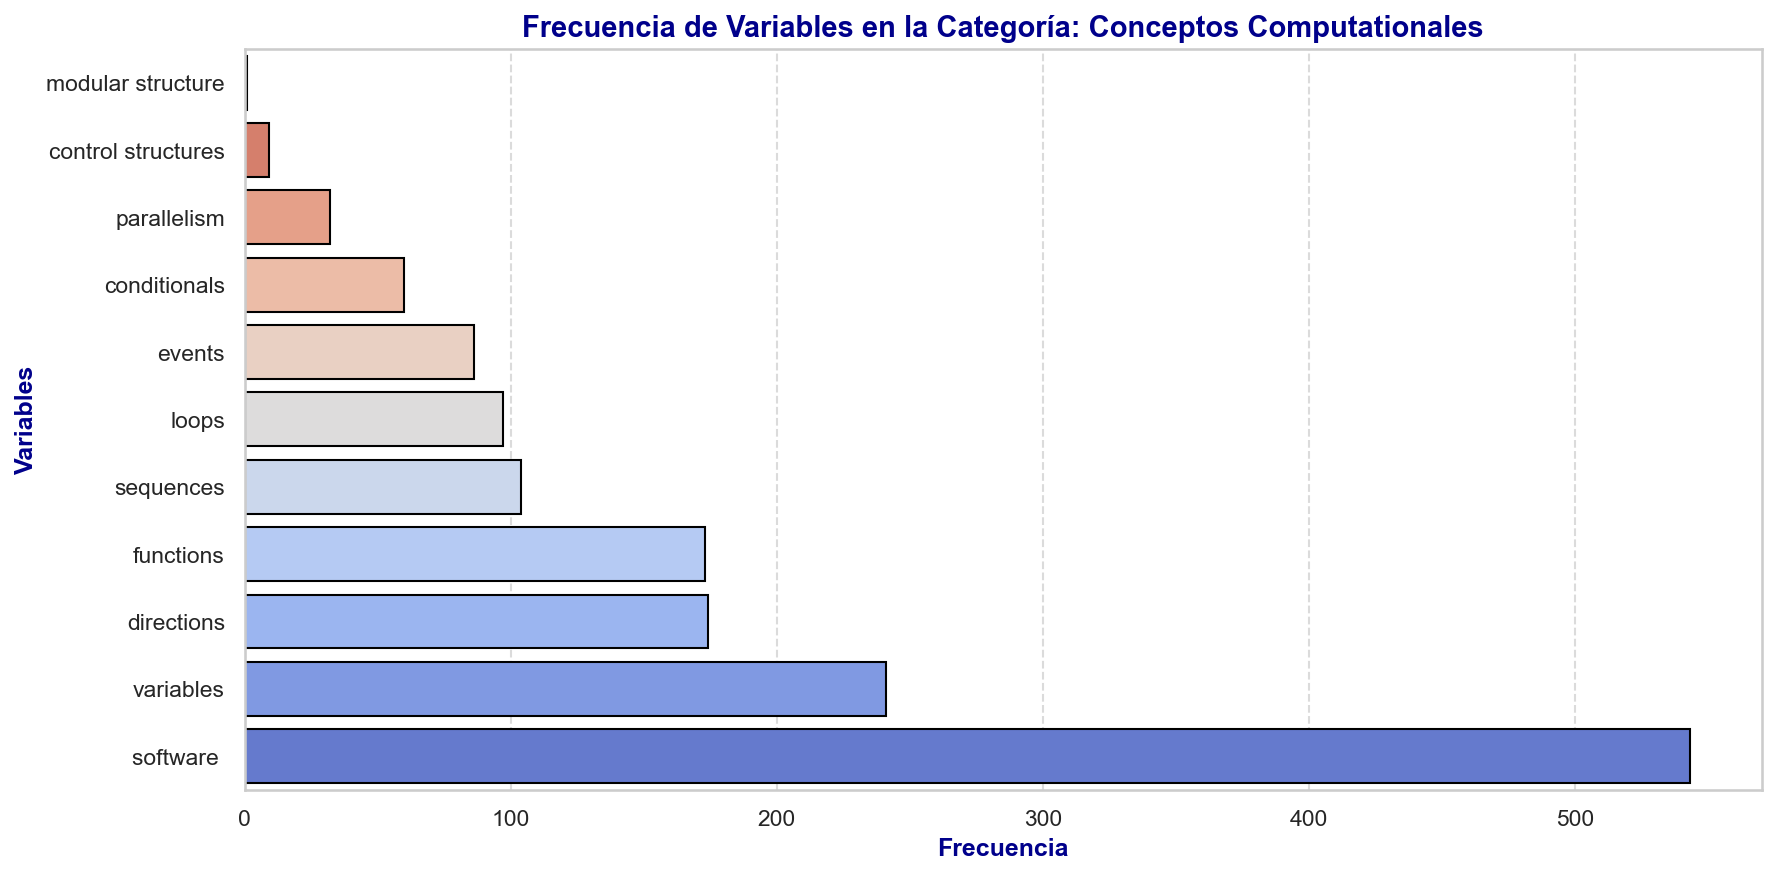 Frecuencia de Variables en la Categoría: Conceptos Computationales
modular structure
control structures
parallelism
conditionals
events
loops
sequences
functions
directions
variables
software
Variables
0 100 200 300 400 500
Frecuencia